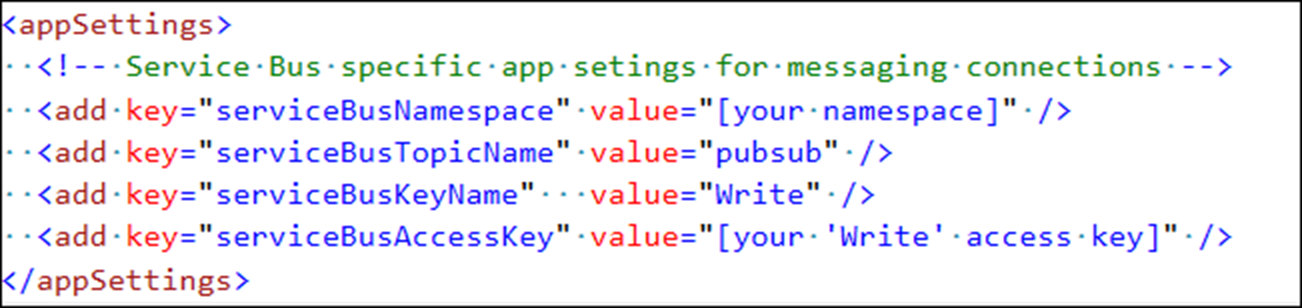 <appSettings>
  <!-- Service Bus specific app setings for messaging connections -->
  <add key="serviceBusNamespace" value="[your namespace]" />
  <add key="serviceBusTopicName" value="pubsub" />
  <add key="serviceBusKeyName"   value="Write" />
  <add key="serviceBusAccessKey" value="[your 'Write' access key]" />
</appSettings>